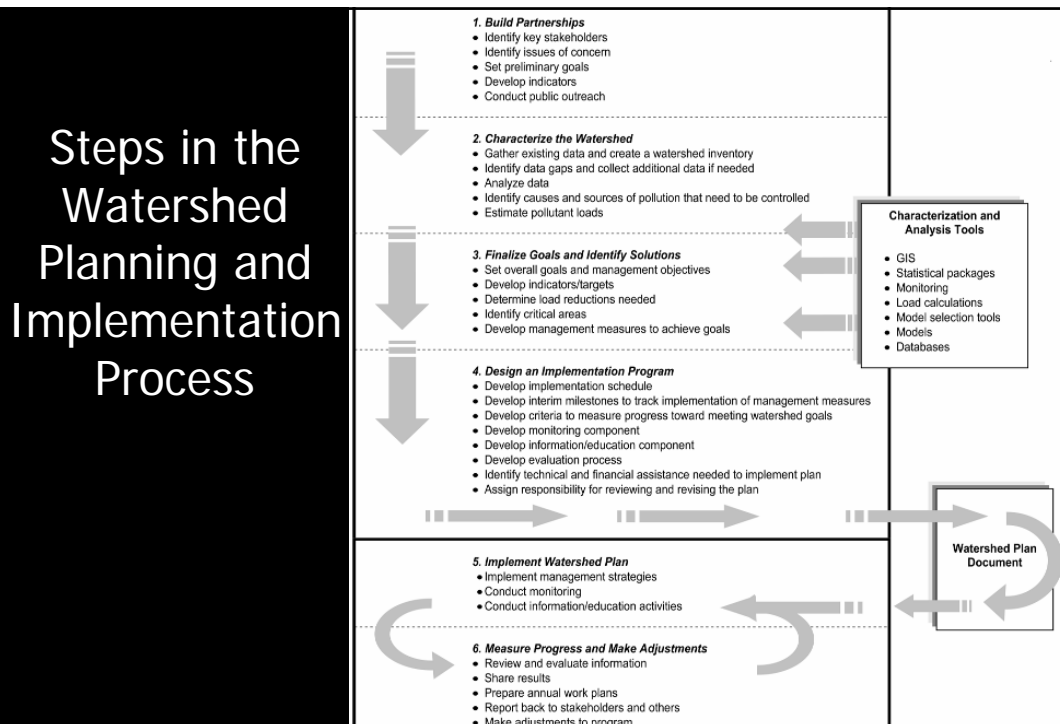 Steps in the
Watershed
Planning and
Implementation
Process
1. Build Partnerships
• Identify key stakeholders
• Identify issues of concern
• Set preliminary goals
• Develop indicators
• Conduct public outreach
2. Characterize the Watershed
• Gather existing data and create a watershed inventory
• Identify data gaps and collect additional data if needed
• Analyze data
• Identify causes and sources of pollution that need to be controlled
• Estimate pollutant loads
3. Finalize Goals and Identify Solutions
• Set overall goals and management objectives
• Develop indicators/targets
• Determine load reductions needed
• Identify critical areas
• Develop management measures to achieve goals
Characterization and
Analysis Tools
• GIS
• Statistical packages
• Monitoring
• Load calculations
• Model selection tools
• Models
• Databases
4. Design an Implementation Program
• Develop implementation schedule
• Develop interim milestones to track implementation of management measures
• Develop criteria to measure progress toward meeting watershed goals
• Develop monitoring component
• Develop information/education component
• Develop evaluation process
• Identify technical and financial assistance needed to implement plan
• Assign responsibility for reviewing and revising the plan
Watershed Plan
Document
5. Implement Watershed Plan
• Implement management strategies
• Conduct monitoring
• Conduct information/education activities
6. Measure Progress and Make Adjustments
• Review and evaluate information
• Share results
• Prepare annual work plans
• Report back to stakeholders and others
• Make adjustments to program